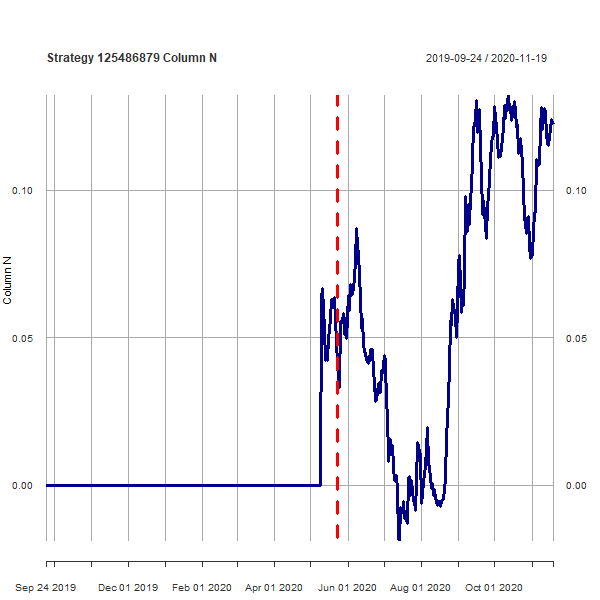 Strategy 125486879 Column N
2019-09-24 / 2020-11-19
0.10
0.10
Column N
0.05
0.05
0.00
0.00
Sep 24 2019
Dec 01 2019
Feb 01 2020
Apr 01 2020
Jun 01 2020
Aug 01 2020
Oct 01 2020